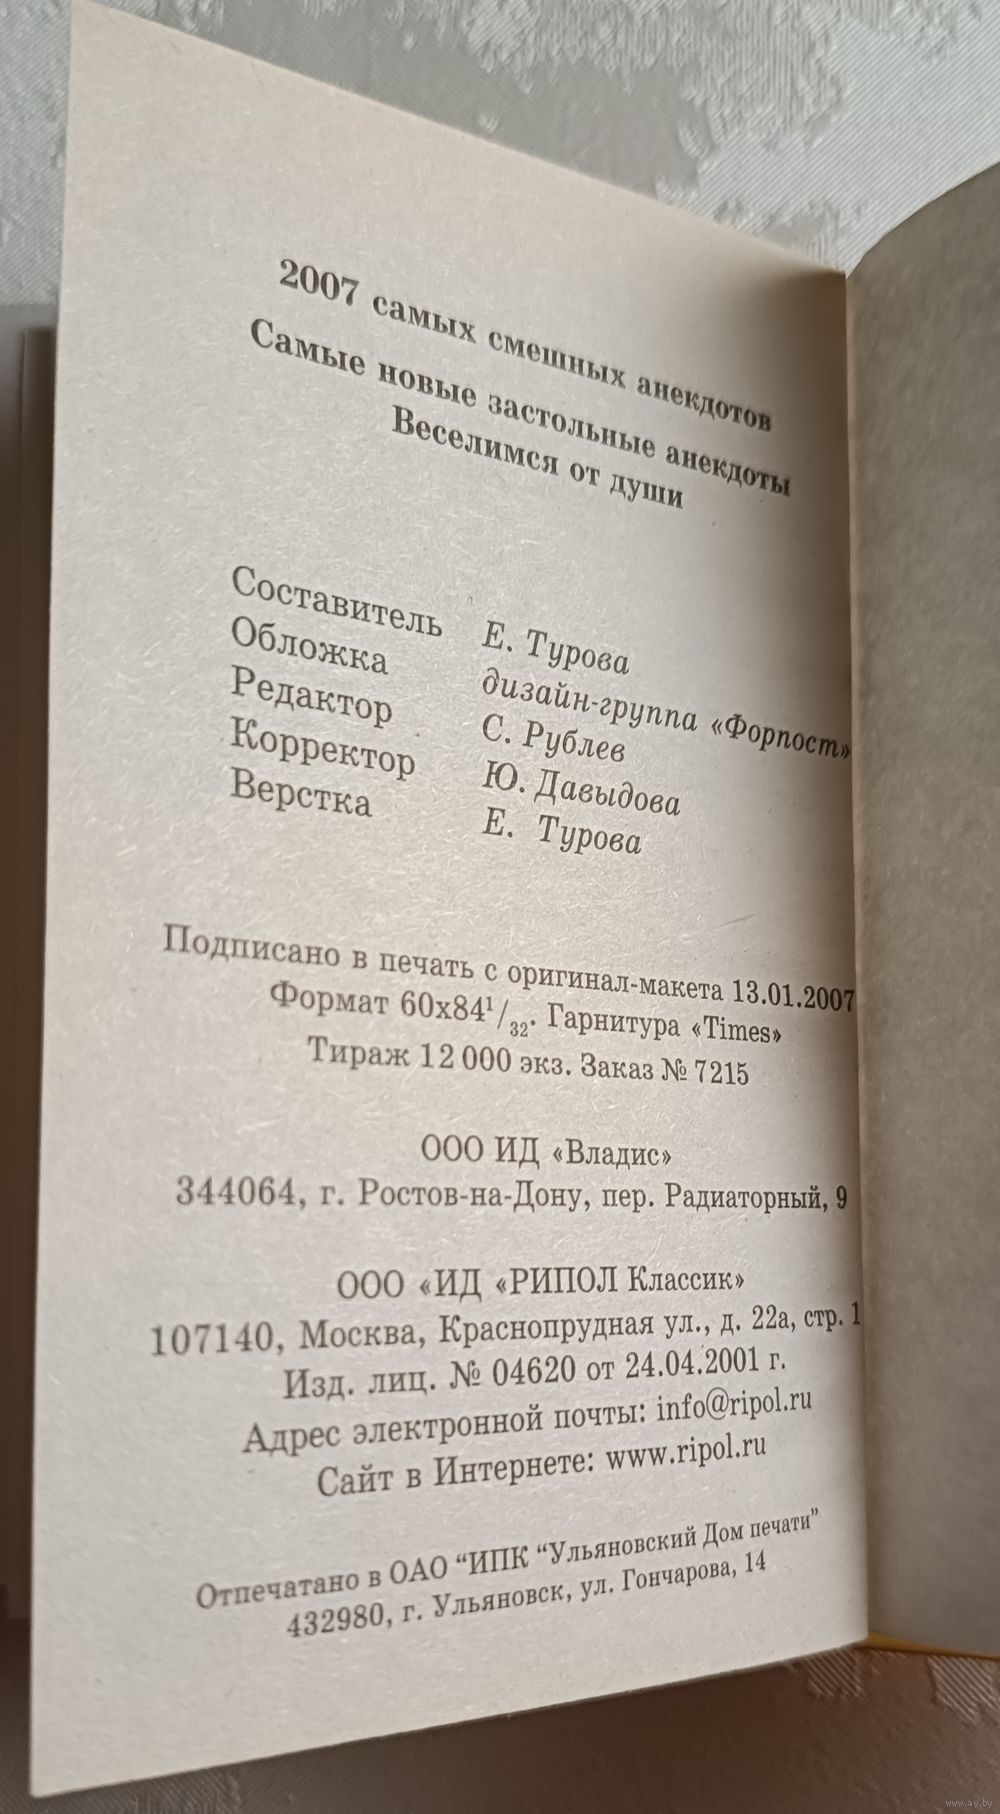 2007 самых смешных анекдотов
Самые новые застольные анекдоты
Веселимся от души
Составитель Е. Турова
Обложка дизайн-группа «Форпост»
Редактор С. Рублев
Корректор Ю. Давыдова
Верстка Е. Турова
Подписано в печать с оригинал-макета 13.01.2007
Формат 60x84¹/₃₂. Гарнитура «Times»
Тираж 12 000 экз. Заказ № 7215
ООО ИД «Владис»
344064, г. Ростов-на-Дону, пер. Радиаторный, 9
ООО «ИД «РИПОЛ Классик»
107140, Москва, Краснопрудная ул., д. 22а, стр. 1
Изд. лиц. № 04620 от 24.04.2001 г.
Адрес электронной почты: info@ripol.ru
Сайт в Интернете: www.ripol.ru
Отпечатано в ОАО “ИПК “Ульяновский Дом печати”
432980, г. Ульяновск, ул. Гончарова, 14
www.ay.by